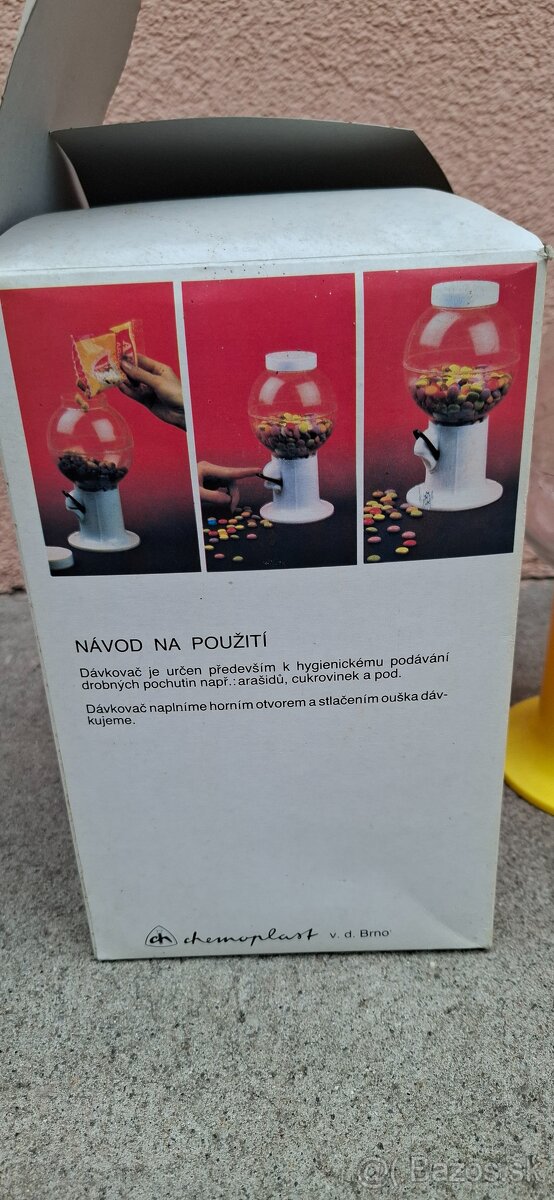 NÁVOD NA POUŽITÍ
Dávkovač je určen především k hygienickému podávání
drobných pochutin např.: arašidů, cukrovinek a pod.
Dávkovač naplníme horním otvorem a stlačením ouška dáv-
kujeme.
ch chemoplast v. d. Brno
Bazos.sk